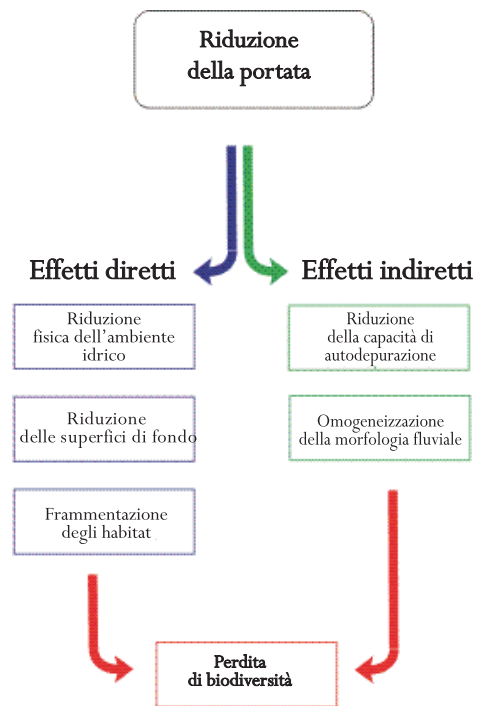 Riduzione
della portata
Effetti diretti
Riduzione
fisica dell'ambiente
idrico
Riduzione
delle superfici di fondo
Frammentazione
degli habitat
Effetti indiretti
Riduzione
della capacità di
autodepurazione
Omogeneizzazione
della morfologia fluviale
Perdita
di biodiversità